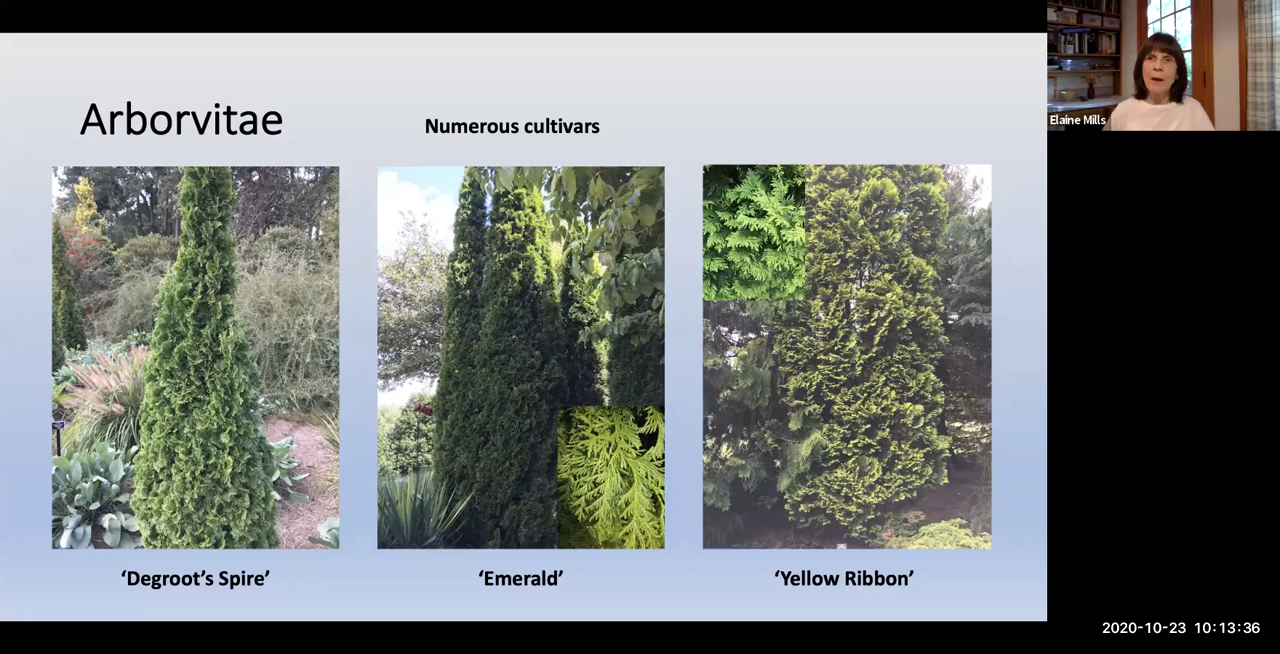 Arborvitae
Numerous cultivars
Elaine Mills
‘Degroot’s Spire’
‘Emerald’
‘Yellow Ribbon’
2020-10-23 10:13:36